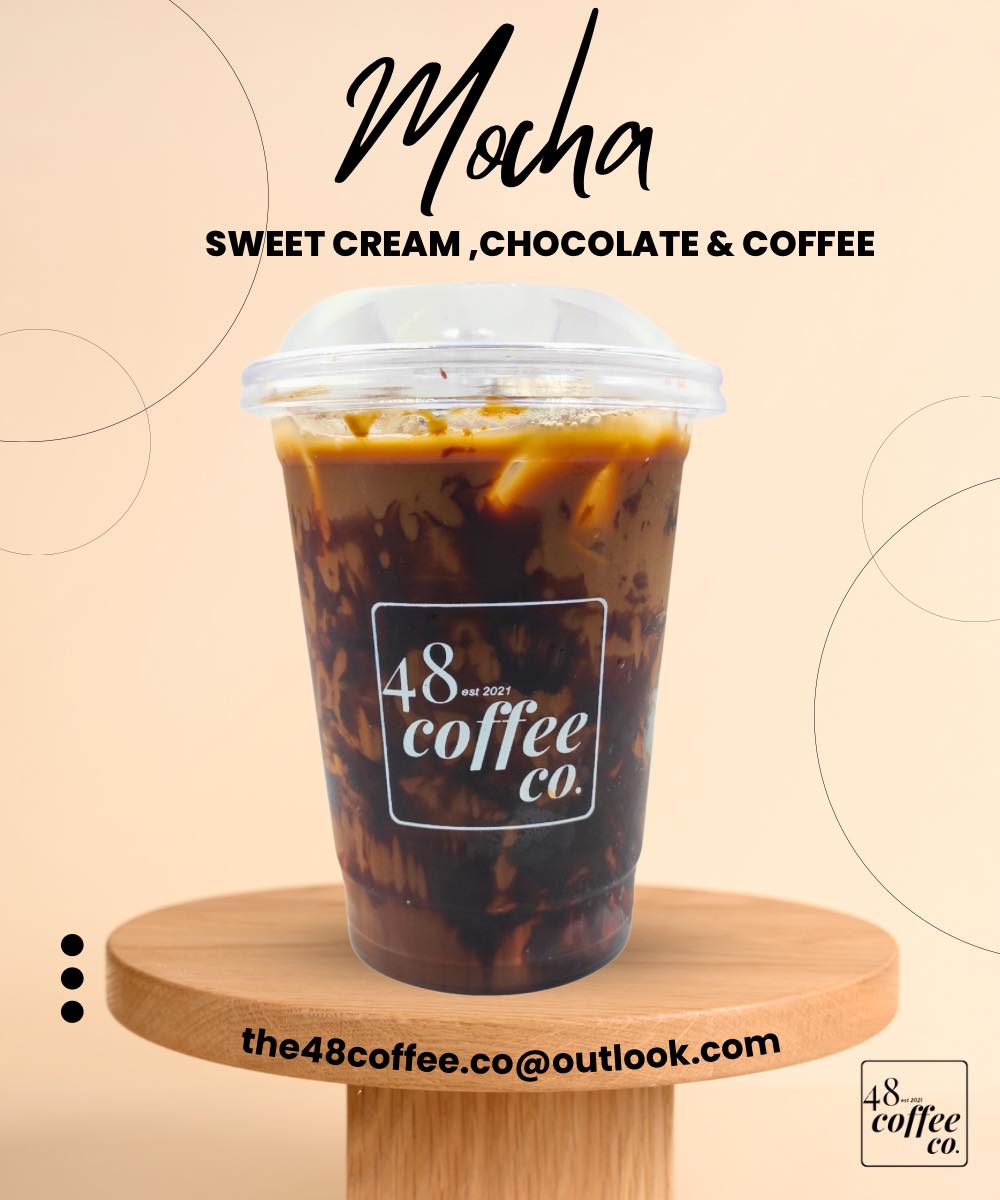 Mocha
SWEET CREAM ,CHOCOLATE & COFFEE
48 est 2021
coffee
co.
the48coffee.co@outlook.com
48 est 2021
coffee
co.